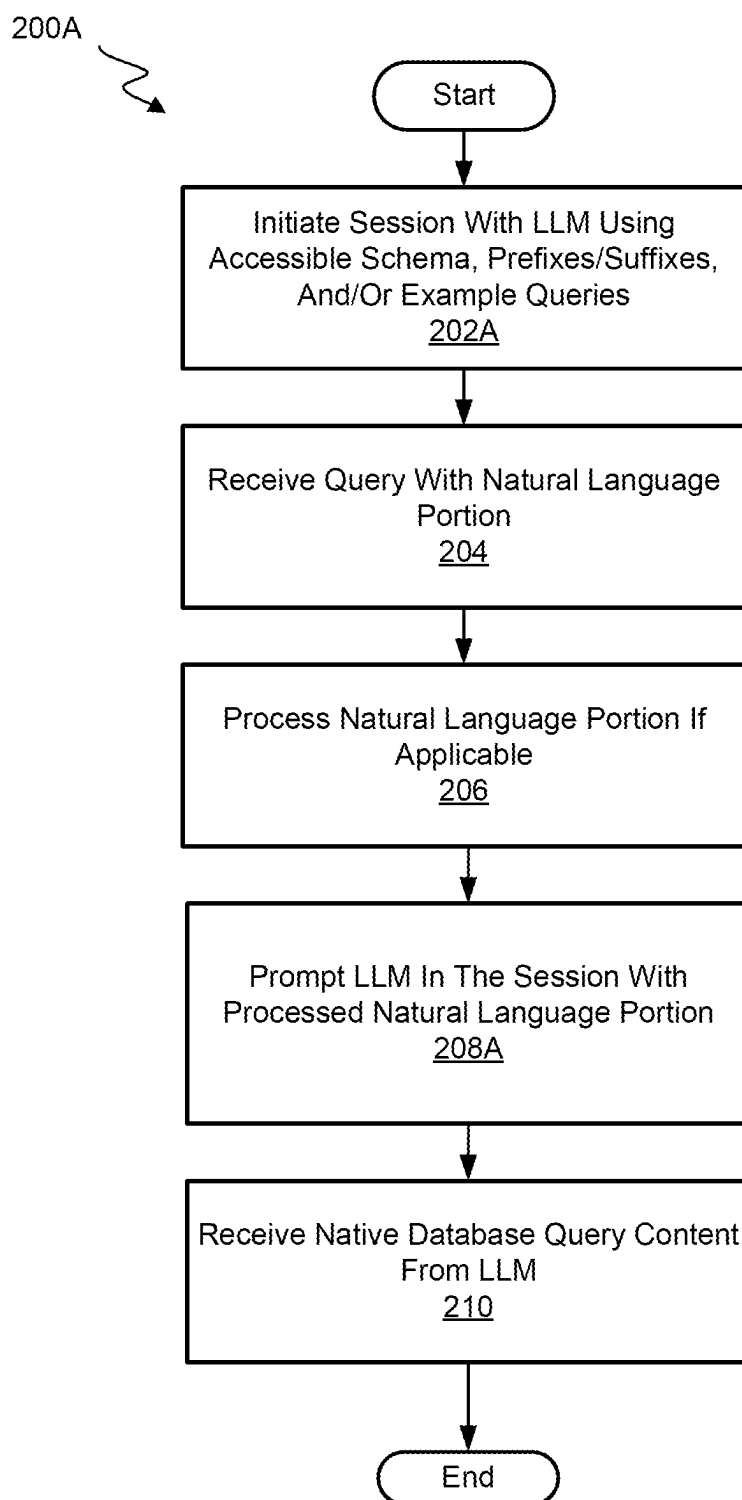 200A
Start
Initiate Session With LLM Using
Accessible Schema, Prefixes/Suffixes,
And/Or Example Queries
202A
Receive Query With Natural Language
Portion
204
Process Natural Language Portion If
Applicable
206
Prompt LLM In The Session With
Processed Natural Language Portion
208A
Receive Native Database Query Content
From LLM
210
End